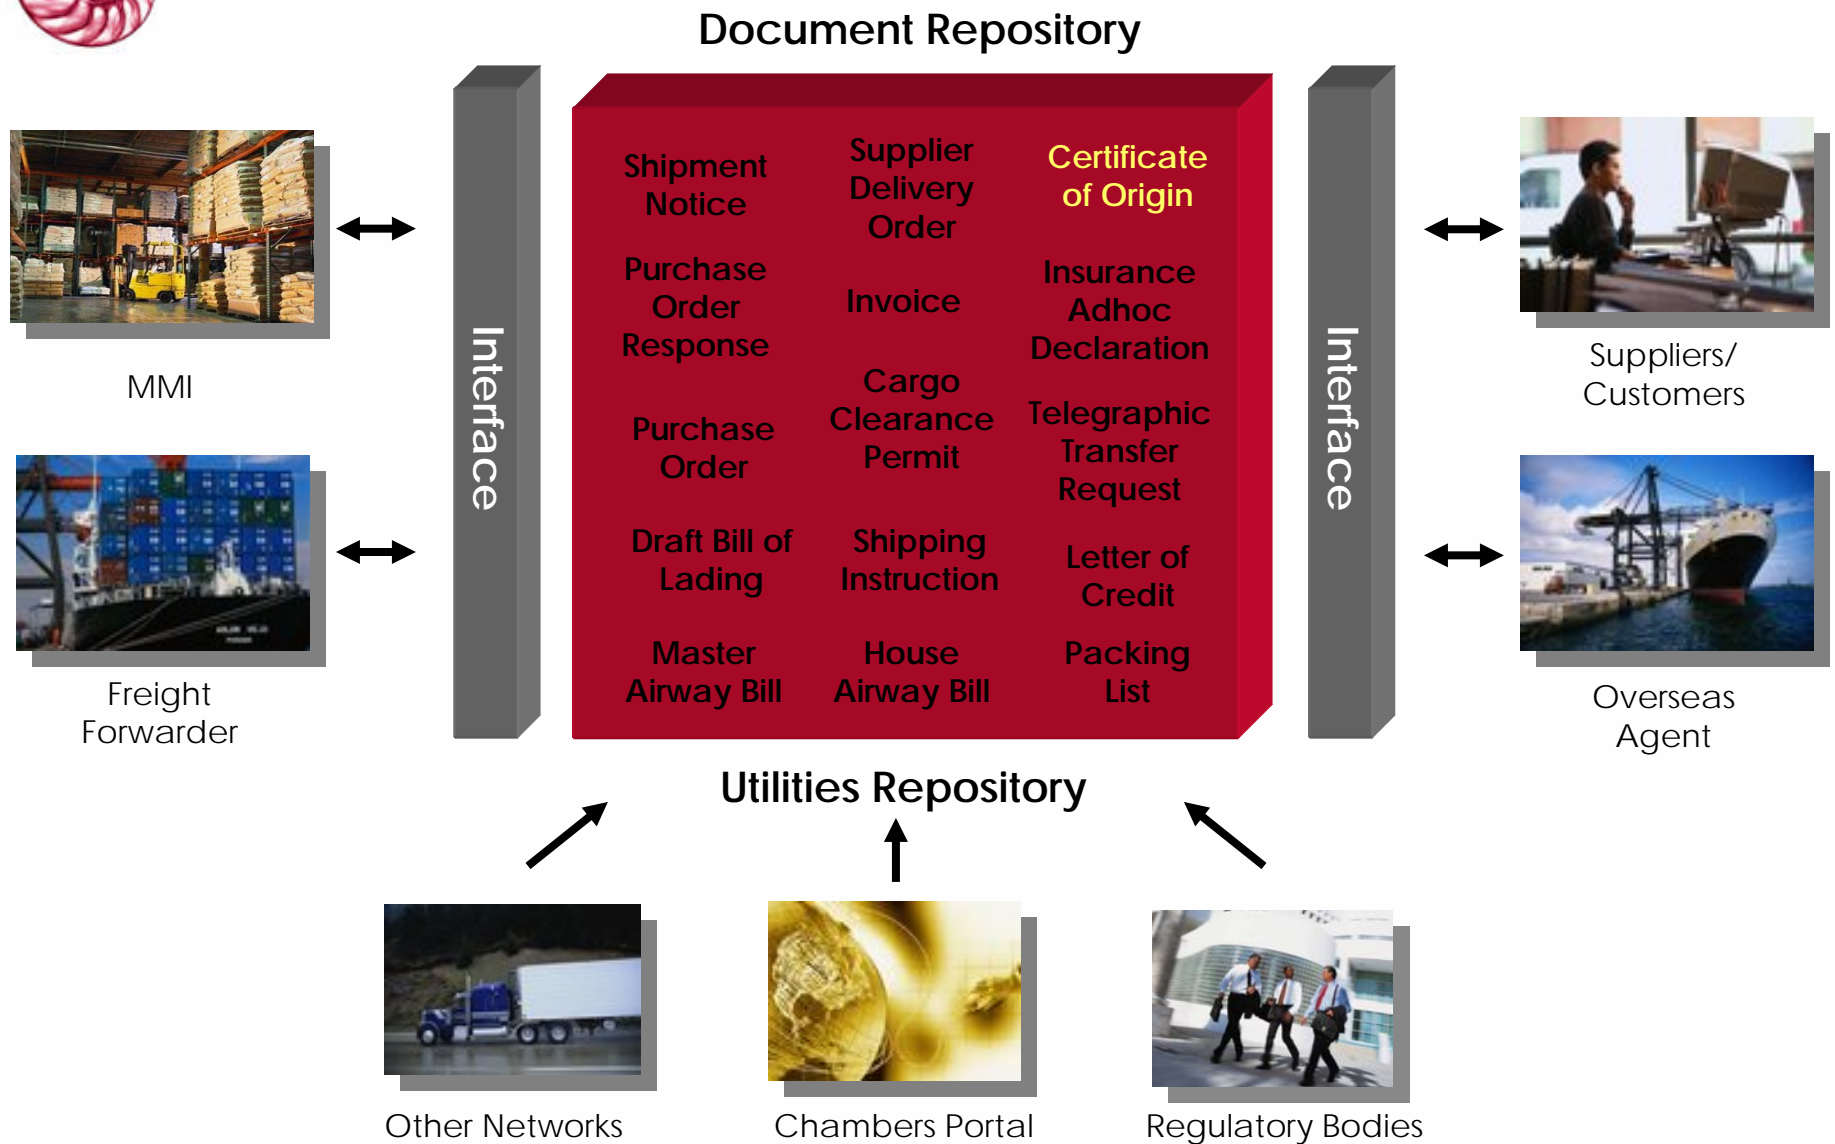 Document Repository
Shipment
Notice
Supplier
Delivery
Order
Certificate
of Origin
Purchase
Order
Response
Invoice
Insurance
Adhoc
Declaration
Purchase
Order
Cargo
Clearance
Permit
Telegraphic
Transfer
Request
Draft Bill of
Lading
Shipping
Instruction
Letter of
Credit
Master
Airway Bill
House
Airway Bill
Packing
List
Interface
Interface
MMI
Freight
Forwarder
Suppliers/
Customers
Overseas
Agent
Utilities Repository
Other Networks
Chambers Portal
Regulatory Bodies